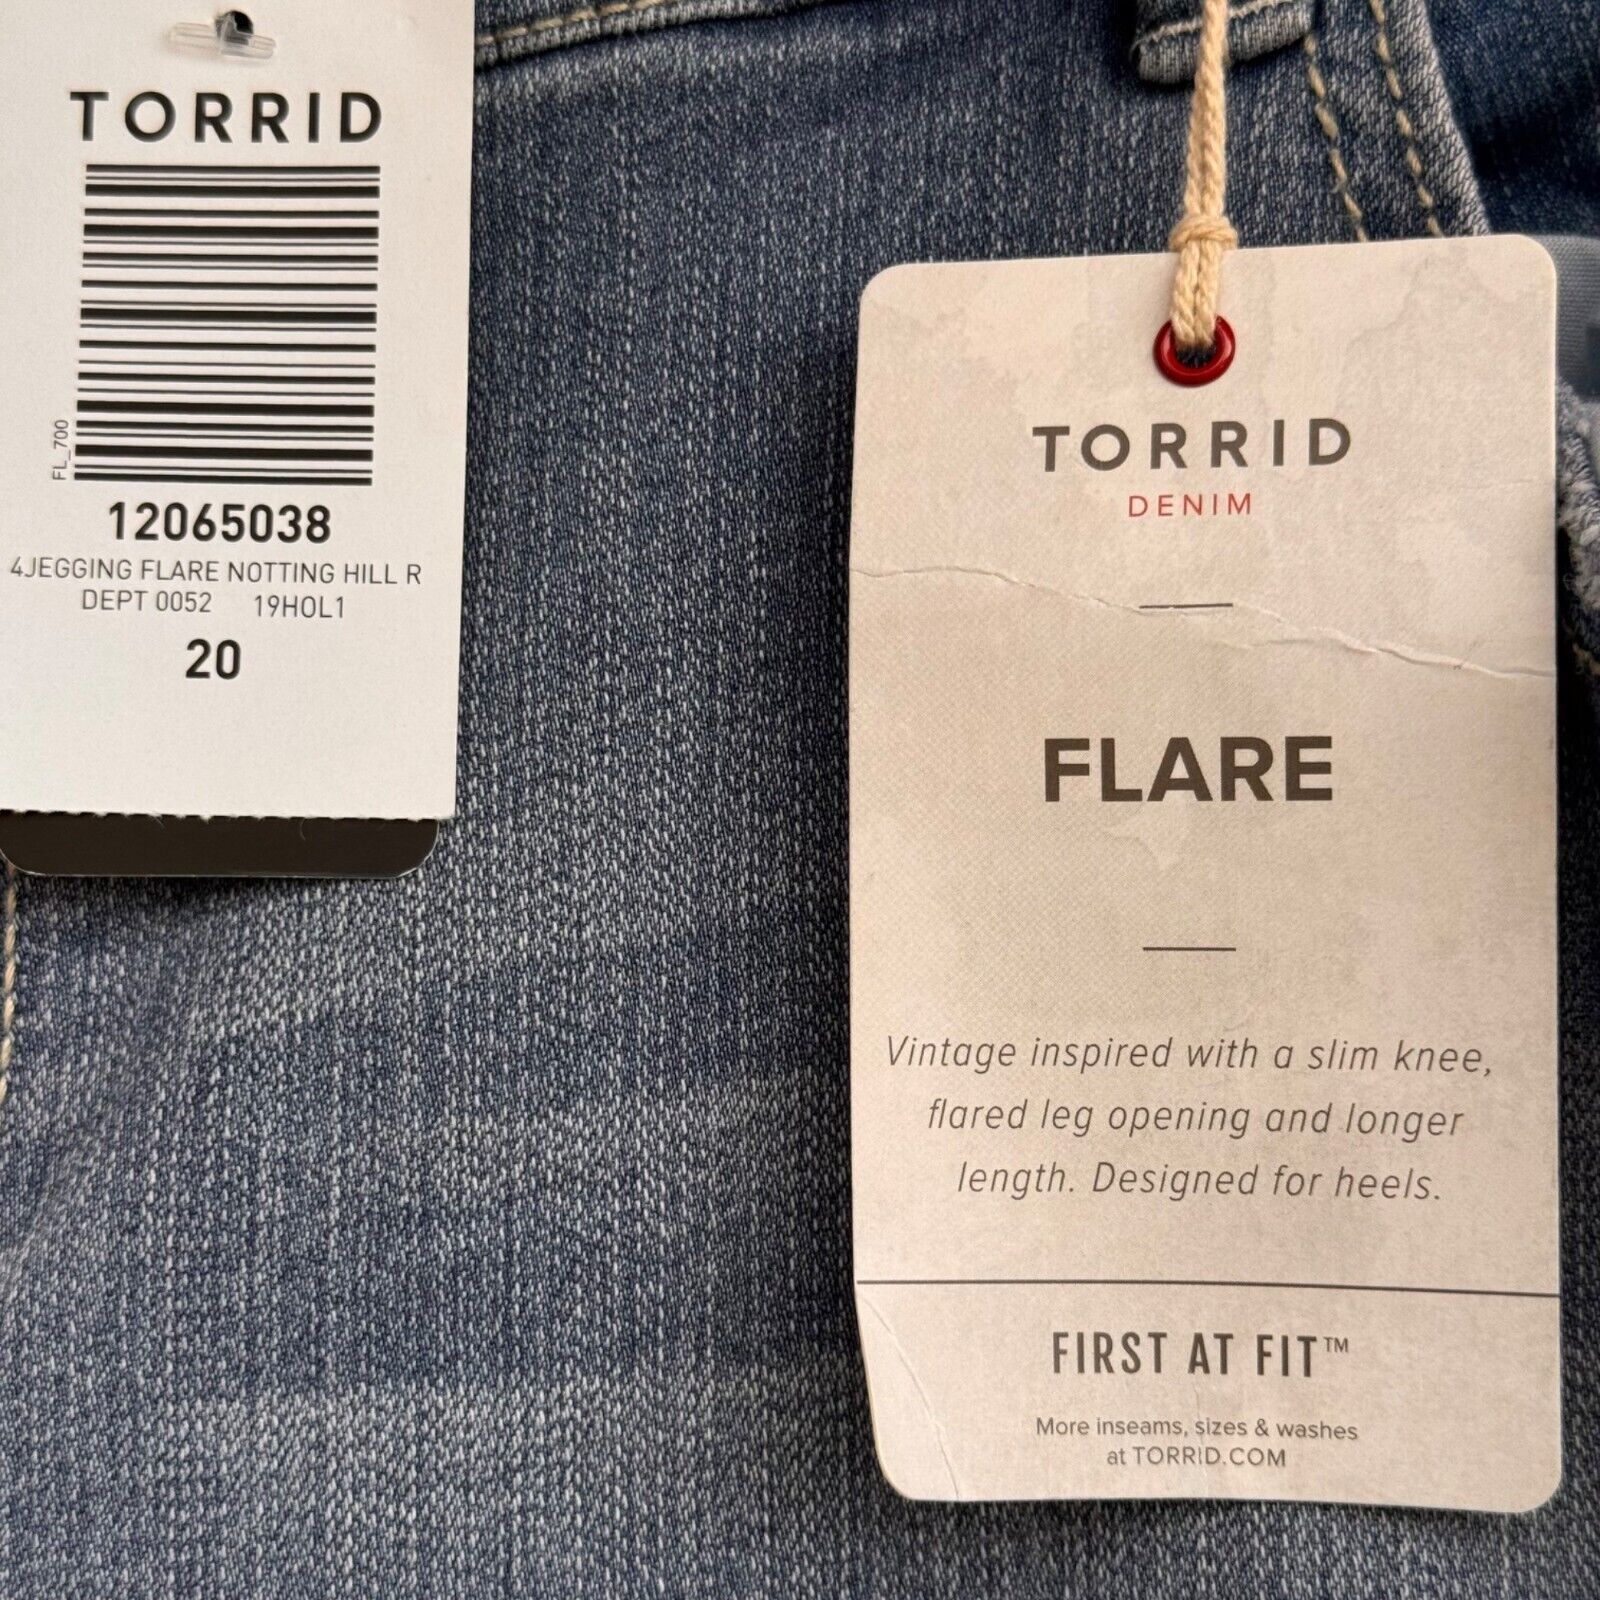 TORRID
FL_700
12065038
4JEGGING FLARE NOTTING HILL R
DEPT 0052 19HOL1
20
TORRID
DENIM
FLARE
Vintage inspired with a slim knee,
flared leg opening and longer
length. Designed for heels.
FIRST AT FIT™
More inseams, sizes & washes
at TORRID.COM